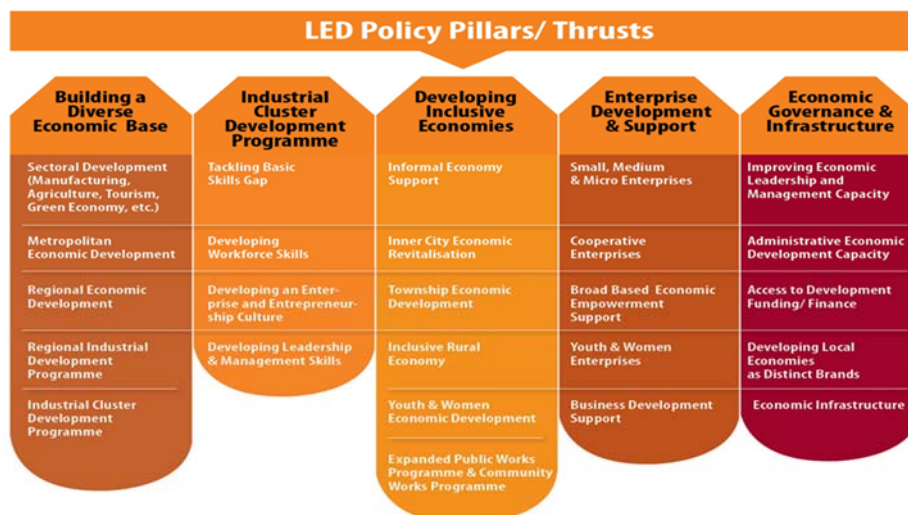 LED Policy Pillars/ Thrusts
Building a
Diverse
Economic Base
Sectoral Development
(Manufacturing,
Agriculture, Tourism,
Green Economy, etc.)
Metropolitan
Economic Development
Regional Economic
Development
Regional Industrial
Development
Programme
Industrial Cluster
Development
Programme
Industrial
Cluster
Development
Programme
Tackling Basic
Skills Gap
Developing
Workforce Skills
Developing an Enter-
prise and Entrepreneur-
ship Culture
Developing Leadership
& Management Skills
Developing
Inclusive
Economies
Informal Economy
Support
Inner City Economic
Revitalisation
Township Economic
Development
Inclusive Rural
Economy
Youth & Women
Economic Development
Expanded Public Works
Programme & Community
Works Programme
Enterprise
Development
& Support
Small, Medium
& Micro Enterprises
Cooperative
Enterprises
Broad Based Economic
Empowerment
Support
Youth & Women
Enterprises
Business Development
Support
Economic
Governance &
Infrastructure
Improving Economic
Leadership and
Management Capacity
Administrative Economic
Development Capacity
Access to Development
Funding/ Finance
Developing Local
Economies
as Distinct Brands
Economic Infrastructure